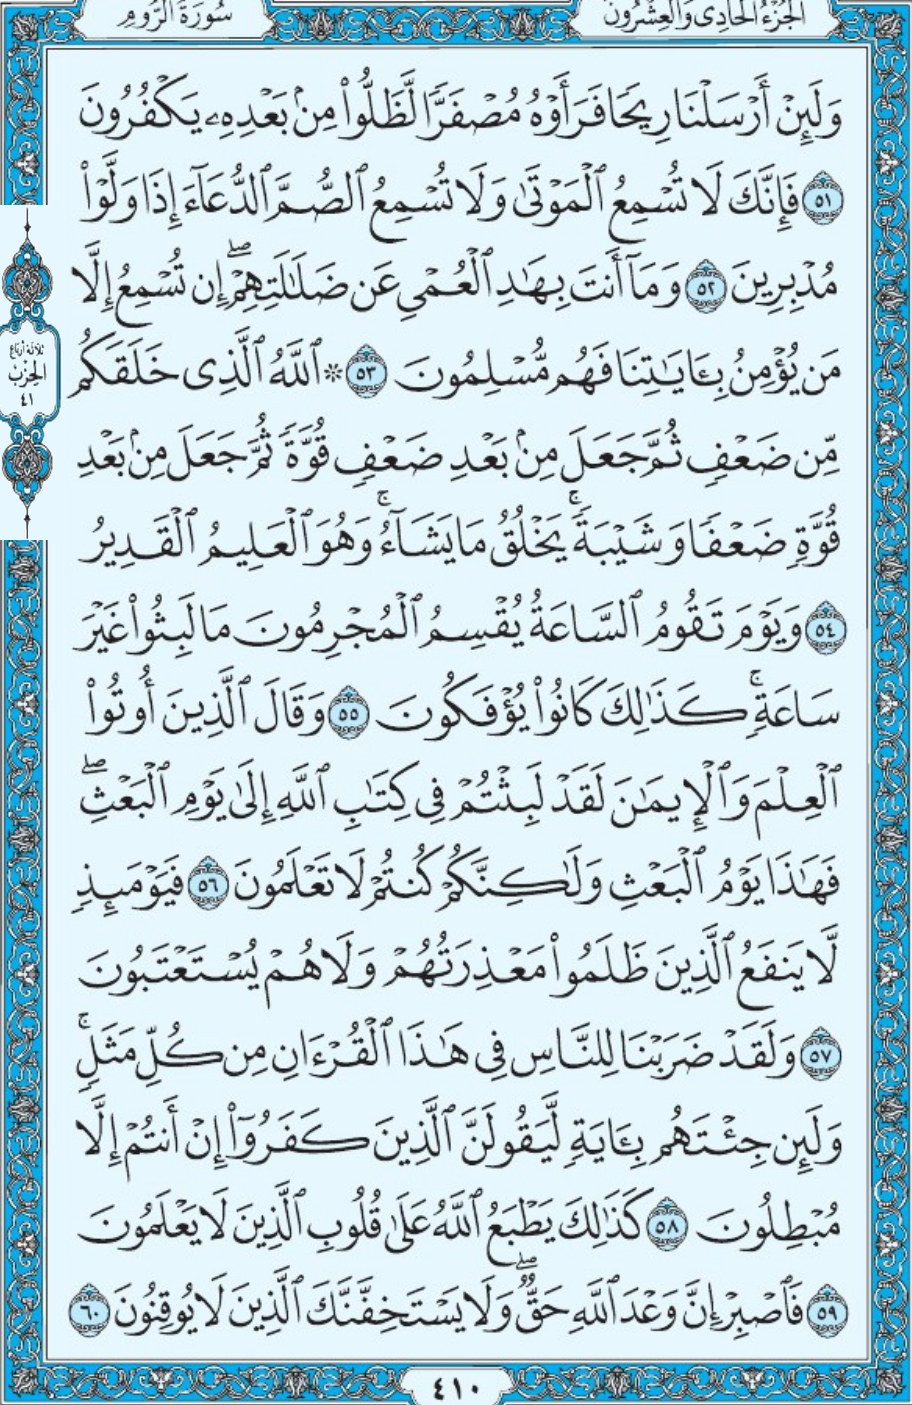 سُورَةُ الرُّومِ
الجُزْءُ الحَادِي وَالعِشْرُونَ
وَلَئِنْ أَرْسَلْنَا رِيحًا فَرَأَوْهُ مُصْفَرًّا لَّظَلُّوا۟ مِنۢ بَعْدِهِۦ يَكْفُرُونَ
٥١ فَإِنَّكَ لَا تُسْمِعُ ٱلْمَوْتَىٰ وَلَا تُسْمِعُ ٱلصُّمَّ ٱلدُّعَآءَ إِذَا وَلَّوْا۟
مُدْبِرِينَ ٥٢ وَمَآ أَنتَ بِهَٰدِ ٱلْعُمْىِ عَن ضَلَٰلَتِهِمْ ۖ إِن تُسْمِعُ إِلَّا
مَن يُؤْمِنُ بِـَٔايَٰتِنَا فَهُم مُّسْلِمُونَ ٥٣ ۞ ٱللَّهُ ٱلَّذِى خَلَقَكُم
مِّن ضَعْفٍ ثُمَّ جَعَلَ مِنۢ بَعْدِ ضَعْفٍ قُوَّةً ثُمَّ جَعَلَ مِنۢ بَعْدِ
قُوَّةٍ ضَعْفًا وَشَيْبَةً ۚ يَخْلُقُ مَا يَشَآءُ ۚ وَهُوَ ٱلْعَلِيمُ ٱلْقَدِيرُ
٥٤ وَيَوْمَ تَقُومُ ٱلسَّاعَةُ يُقْسِمُ ٱلْمُجْرِمُونَ مَا لَبِثُوا۟ غَيْرَ
سَاعَةٍ ۚ كَذَٰلِكَ كَانُوا۟ يُؤْفَكُونَ ٥٥ وَقَالَ ٱلَّذِينَ أُوتُوا۟
ٱلْعِلْمَ وَٱلْإِيمَٰنَ لَقَدْ لَبِثْتُمْ فِى كِتَٰبِ ٱللَّهِ إِلَىٰ يَوْمِ ٱلْبَعْثِ ۖ
فَهَٰذَا يَوْمُ ٱلْبَعْثِ وَلَٰكِنَّكُمْ كُنتُمْ لَا تَعْلَمُونَ ٥٦ فَيَوْمَئِذٍ
لَّا يَنفَعُ ٱلَّذِينَ ظَلَمُوا۟ مَعْذِرَتُهُمْ وَلَا هُمْ يُسْتَعْتَبُونَ
٥٧ وَلَقَدْ ضَرَبْنَا لِلنَّاسِ فِى هَٰذَا ٱلْقُرْءَانِ مِن كُلِّ مَثَلٍ ۚ
وَلَئِن جِئْتَهُم بِـَٔايَةٍ لَّيَقُولَنَّ ٱلَّذِينَ كَفَرُوٓا۟ إِنْ أَنتُمْ إِلَّا
مُبْطِلُونَ ٥٨ كَذَٰلِكَ يَطْبَعُ ٱللَّهُ عَلَىٰ قُلُوبِ ٱلَّذِينَ لَا يَعْلَمُونَ
٥٩ فَٱصْبِرْ إِنَّ وَعْدَ ٱللَّهِ حَقٌّ ۖ وَلَا يَسْتَخِفَّنَّكَ ٱلَّذِينَ لَا يُوقِنُونَ ٦٠
ثلاثة أرباع
الحِزْبِ
٤١
٤١٠